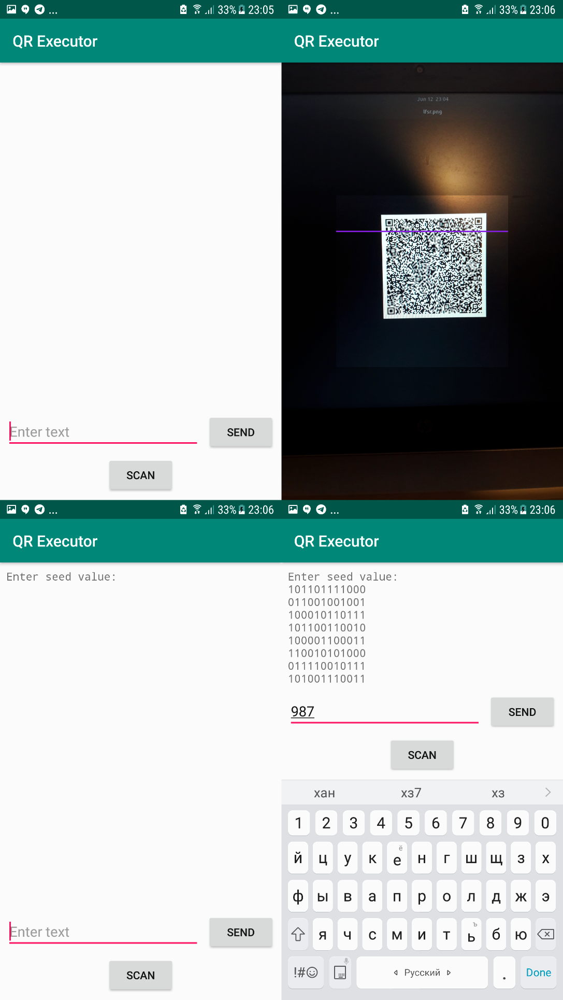 ... 33% 23:05
QR Executor
Enter text
SEND
SCAN
... 33% 23:06
QR Executor
Jun 12 23:04
lfsr.png
... 33% 23:06
QR Executor
Enter seed value:
Enter text
SEND
SCAN
... 33% 23:06
QR Executor
Enter seed value:
101101111000
011001001001
100010110111
101100110010
100001100011
110010101000
011110010111
101001110011
987
SEND
SCAN
хан хз7 хз
1 2 3 4 5 6 7 8 9 0
ё
й ц у к е н г ш щ з х
ф ы в а п р о л д ж э
ъ
я ч с м и т ь б ю
!#☺ Русский . Done